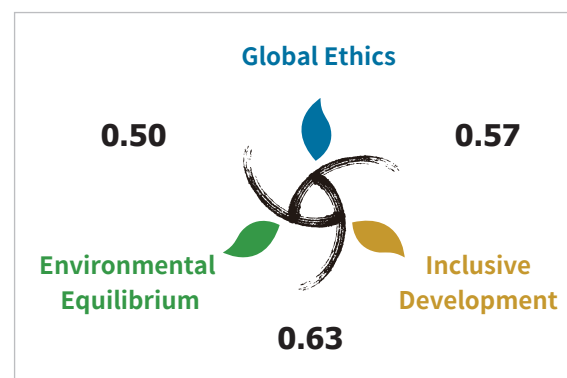 Global Ethics
0.50
0.57
Environmental
Equilibrium
Inclusive
Development
0.63